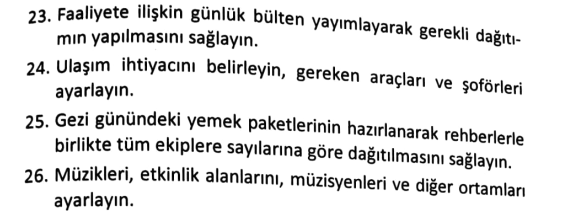 23. Faaliyete ilişkin günlük bülten yayımlayarak gerekli dağıtı-
mın yapılmasını sağlayın.
24. Ulaşım ihtiyacını belirleyin, gereken araçları ve şoförleri
ayarlayın.
25. Gezi günündeki yemek paketlerinin hazırlanarak rehberlerle
birlikte tüm ekiplere sayılarına göre dağıtılmasını sağlayın.
26. Müzikleri, etkinlik alanlarını, müzisyenleri ve diğer ortamları
ayarlayın.